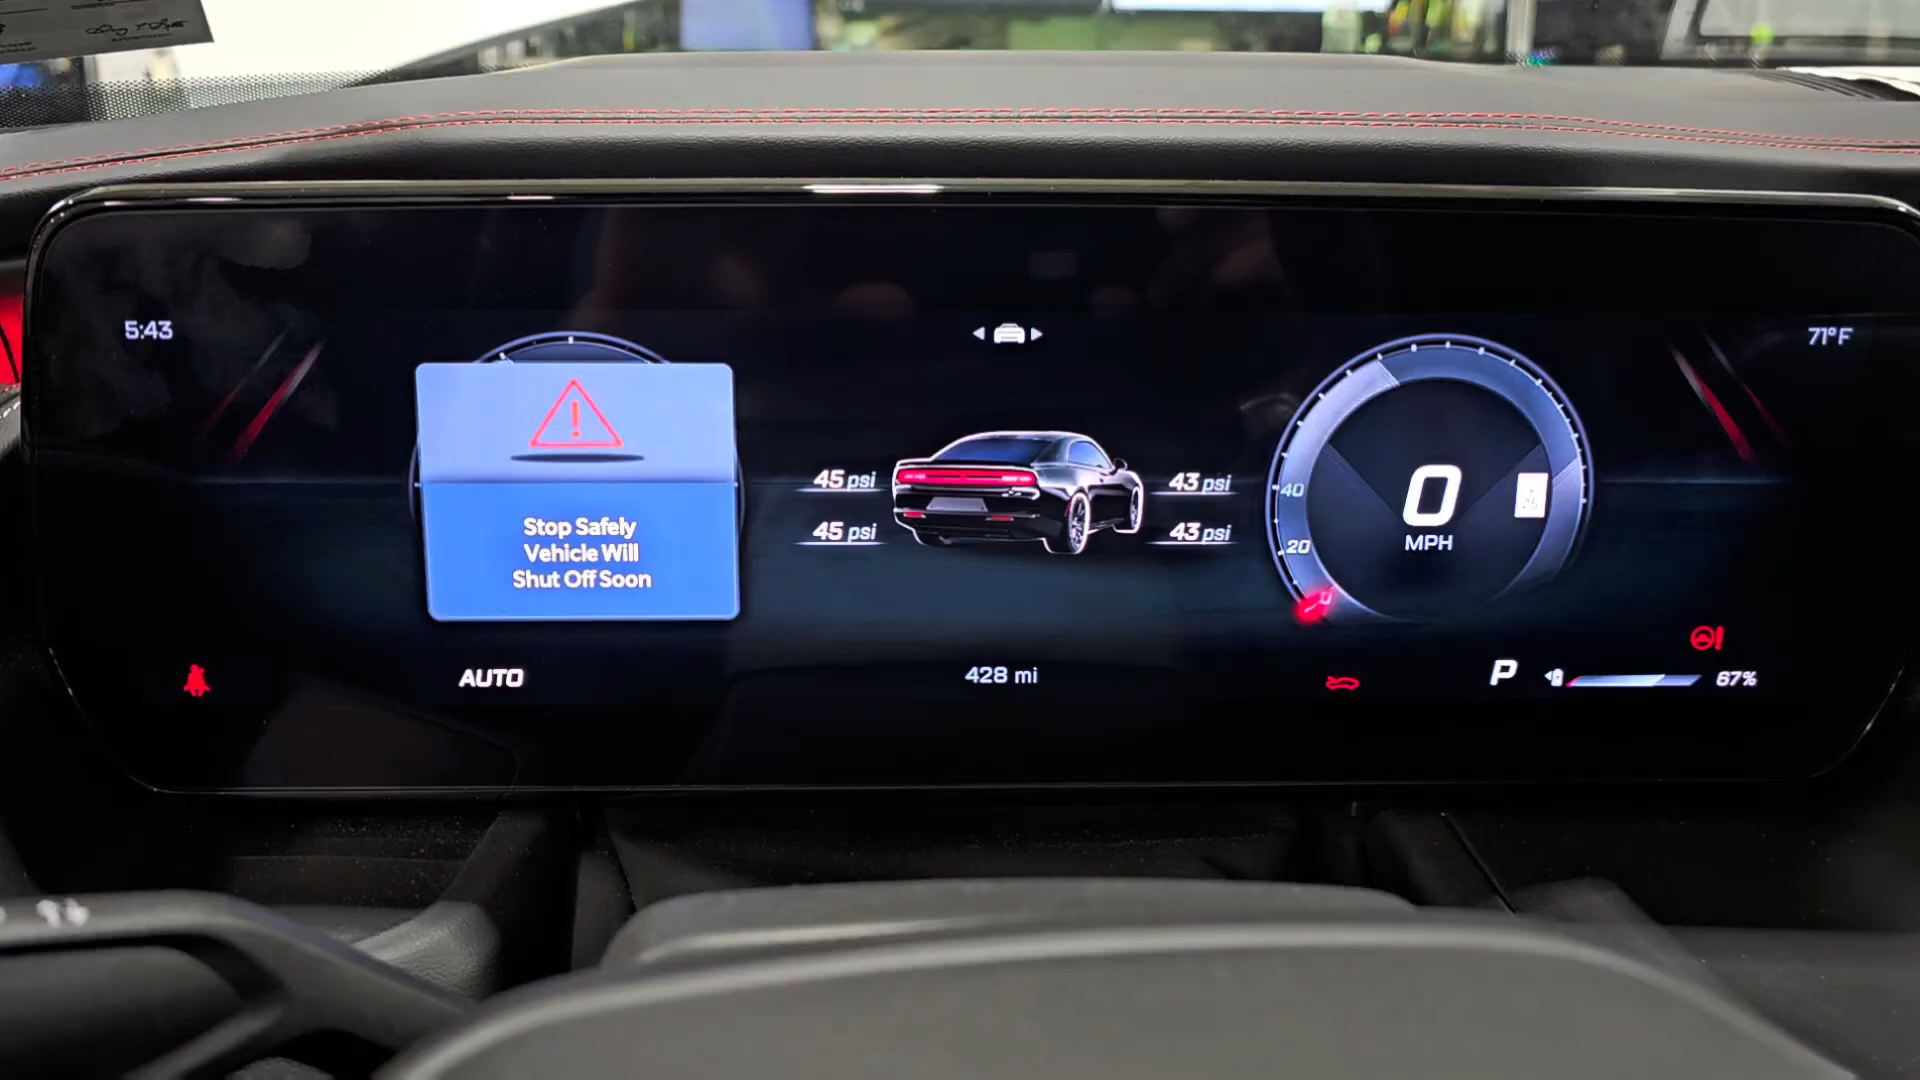 5:43
71°F
Stop Safely
Vehicle Will
Shut Off Soon
45 psi
43 psi
45 psi
43 psi
40
20
0
0
MPH
AUTO
428 mi
P
67%